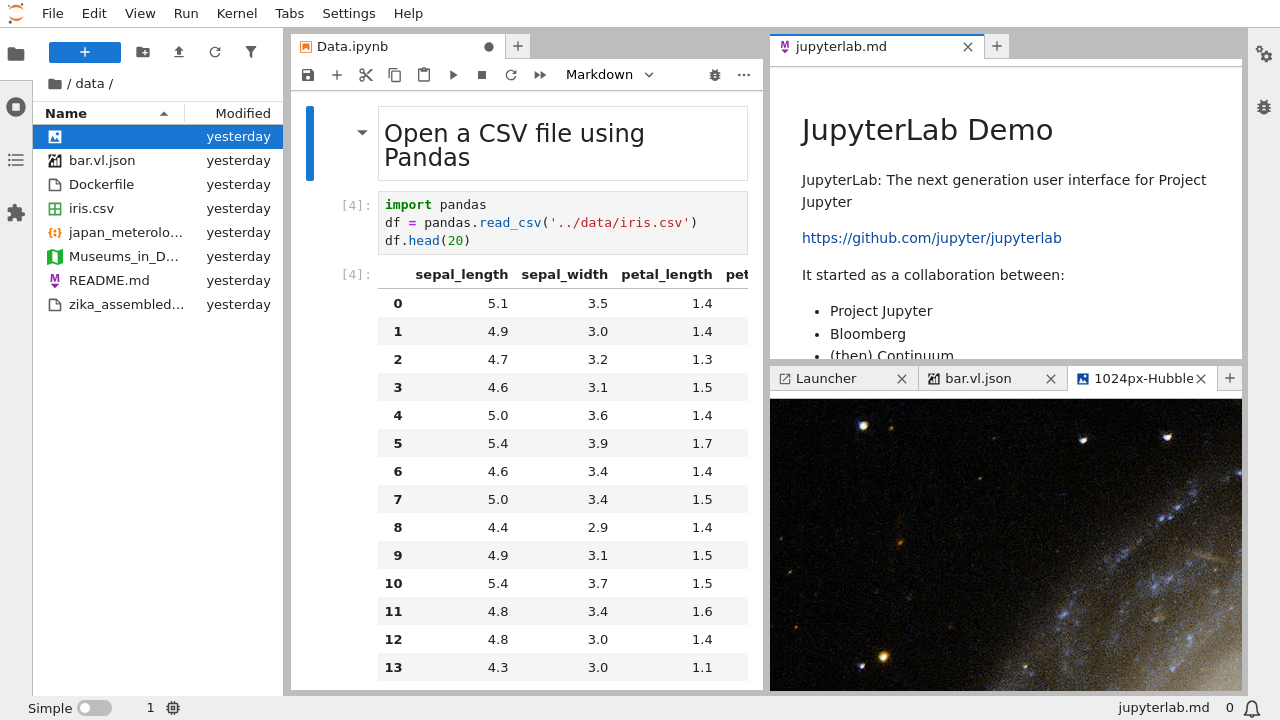 File Edit View Run Kernel Tabs Settings Help
/ data /
Name Modified
yesterday
bar.vl.json yesterday
Dockerfile yesterday
iris.csv yesterday
japan_meterolo… yesterday
Museums_in_D… yesterday
README.md yesterday
zika_assembled… yesterday
Data.ipynb
Markdown
Open a CSV file using
Pandas
[4]:
import pandas
df = pandas.read_csv('../data/iris.csv')
df.head(20)
[4]:
sepal_length sepal_width petal_length pet
0 5.1 3.5 1.4
1 4.9 3.0 1.4
2 4.7 3.2 1.3
3 4.6 3.1 1.5
4 5.0 3.6 1.4
5 5.4 3.9 1.7
6 4.6 3.4 1.4
7 5.0 3.4 1.5
8 4.4 2.9 1.4
9 4.9 3.1 1.5
10 5.4 3.7 1.5
11 4.8 3.4 1.6
12 4.8 3.0 1.4
13 4.3 3.0 1.1
jupyterlab.md
JupyterLab Demo
JupyterLab: The next generation user interface for Project
Jupyter
https://github.com/jupyter/jupyterlab
It started as a collaboration between:
• Project Jupyter
• Bloomberg
• (then) Continuum
Launcher
bar.vl.json
1024px-Hubble
Simple
1
jupyterlab.md
0